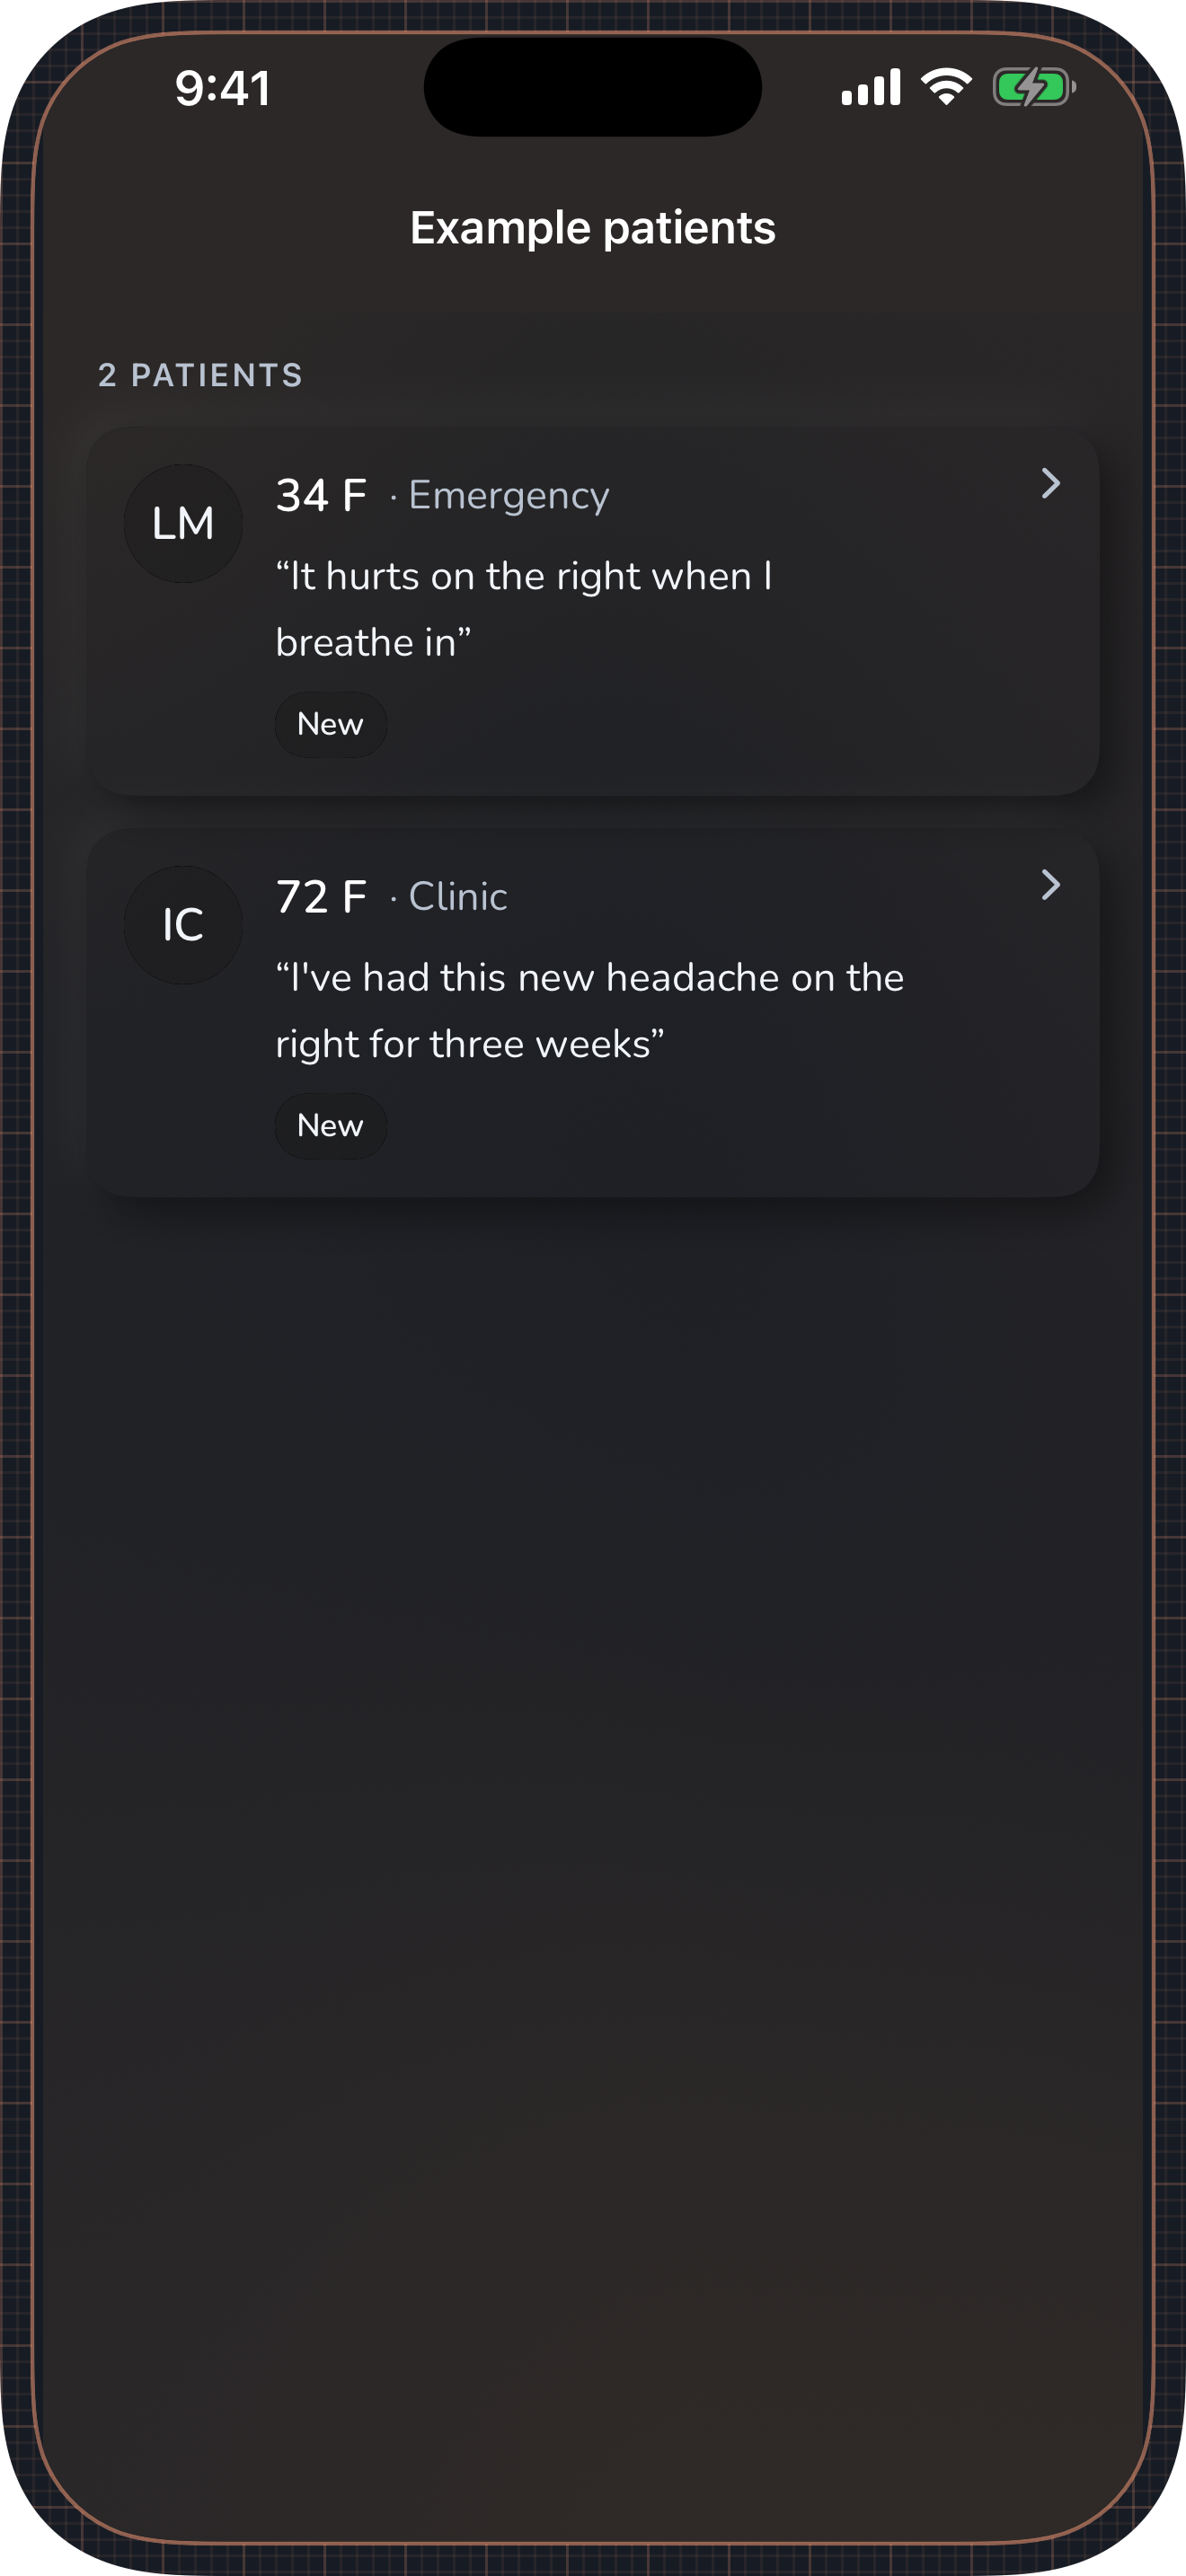 9:41
Example patients
2 PATIENTS
LM
34 F · Emergency
“It hurts on the right when I
breathe in”
New
IC
72 F · Clinic
“I've had this new headache on the
right for three weeks”
New